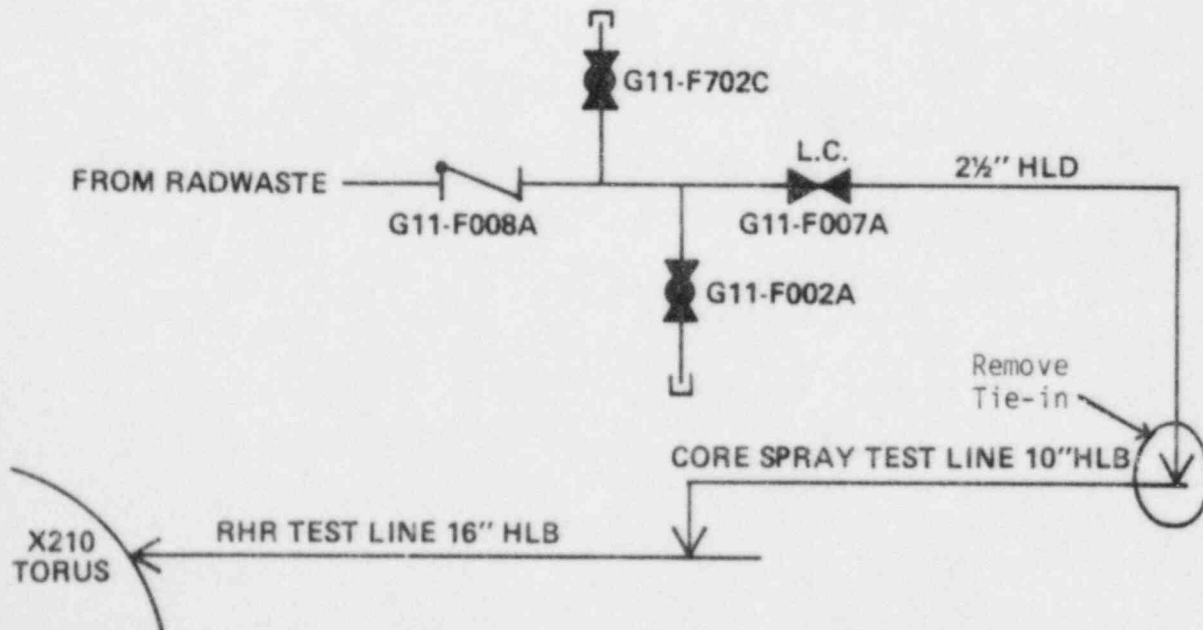 G11-F702C
L.C.
FROM RADWASTE
2½" HLD
G11-F008A
G11-F007A
G11-F002A
Remove
Tie-in
CORE SPRAY TEST LINE 10"HLB
RHR TEST LINE 16" HLB
X210
TORUS